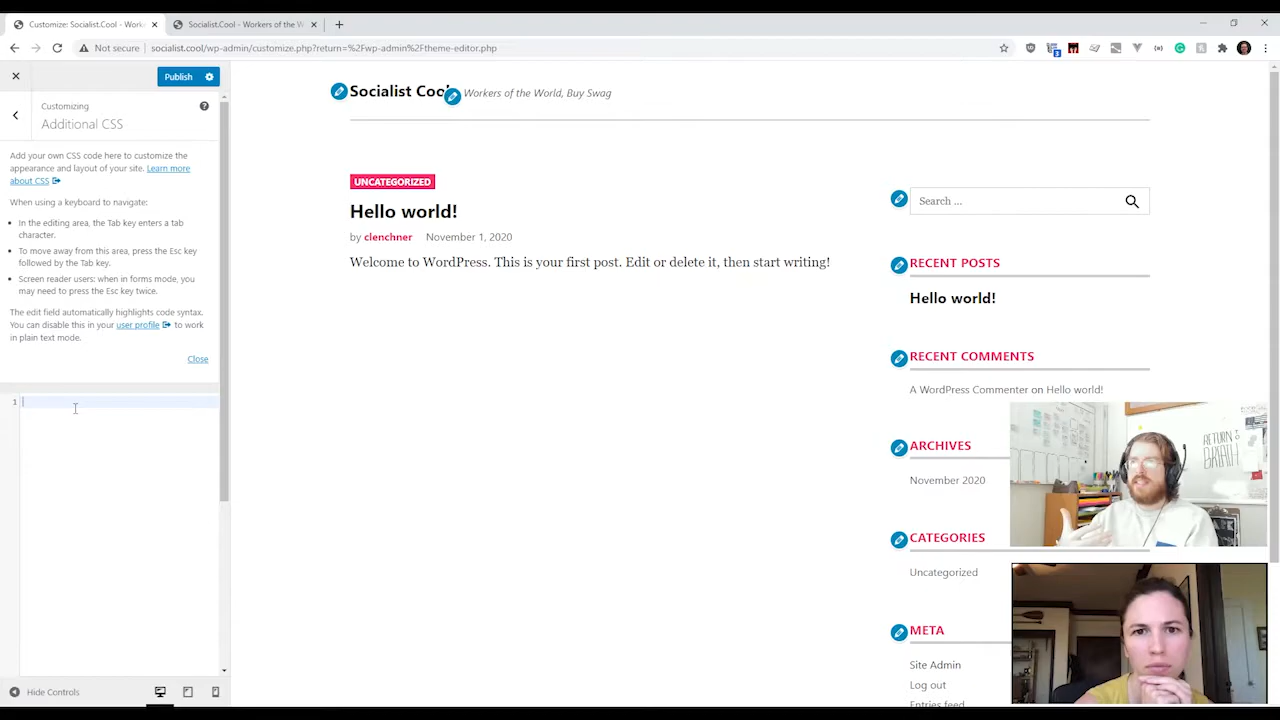 Customize: Socialist.Cool - Worke
Socialist.Cool - Workers of the W
Not secure
socialist.cool/wp-admin/customize.php?return=%2Fwp-admin%2Ftheme-editor.php
3
Publish
Customizing
Additional CSS
Add your own CSS code here to customize the
appearance and layout of your site. Learn more
about CSS
When using a keyboard to navigate:
In the editing area, the Tab key enters a tab
character.
To move away from this area, press the Esc key
followed by the Tab key.
Screen reader users: when in forms mode, you
may need to press the Esc key twice.
The edit field automatically highlights code syntax.
You can disable this in your user profile to work
in plain text mode.
Close
1
Hide Controls
Socialist Cool
Workers of the World, Buy Swag
UNCATEGORIZED
Hello world!
by clenchner November 1, 2020
Welcome to WordPress. This is your first post. Edit or delete it, then start writing!
Search ...
RECENT POSTS
Hello world!
RECENT COMMENTS
A WordPress Commenter on Hello world!
ARCHIVES
November 2020
CATEGORIES
Uncategorized
META
Site Admin
Log out
Entries feed
RETURN
BREATH